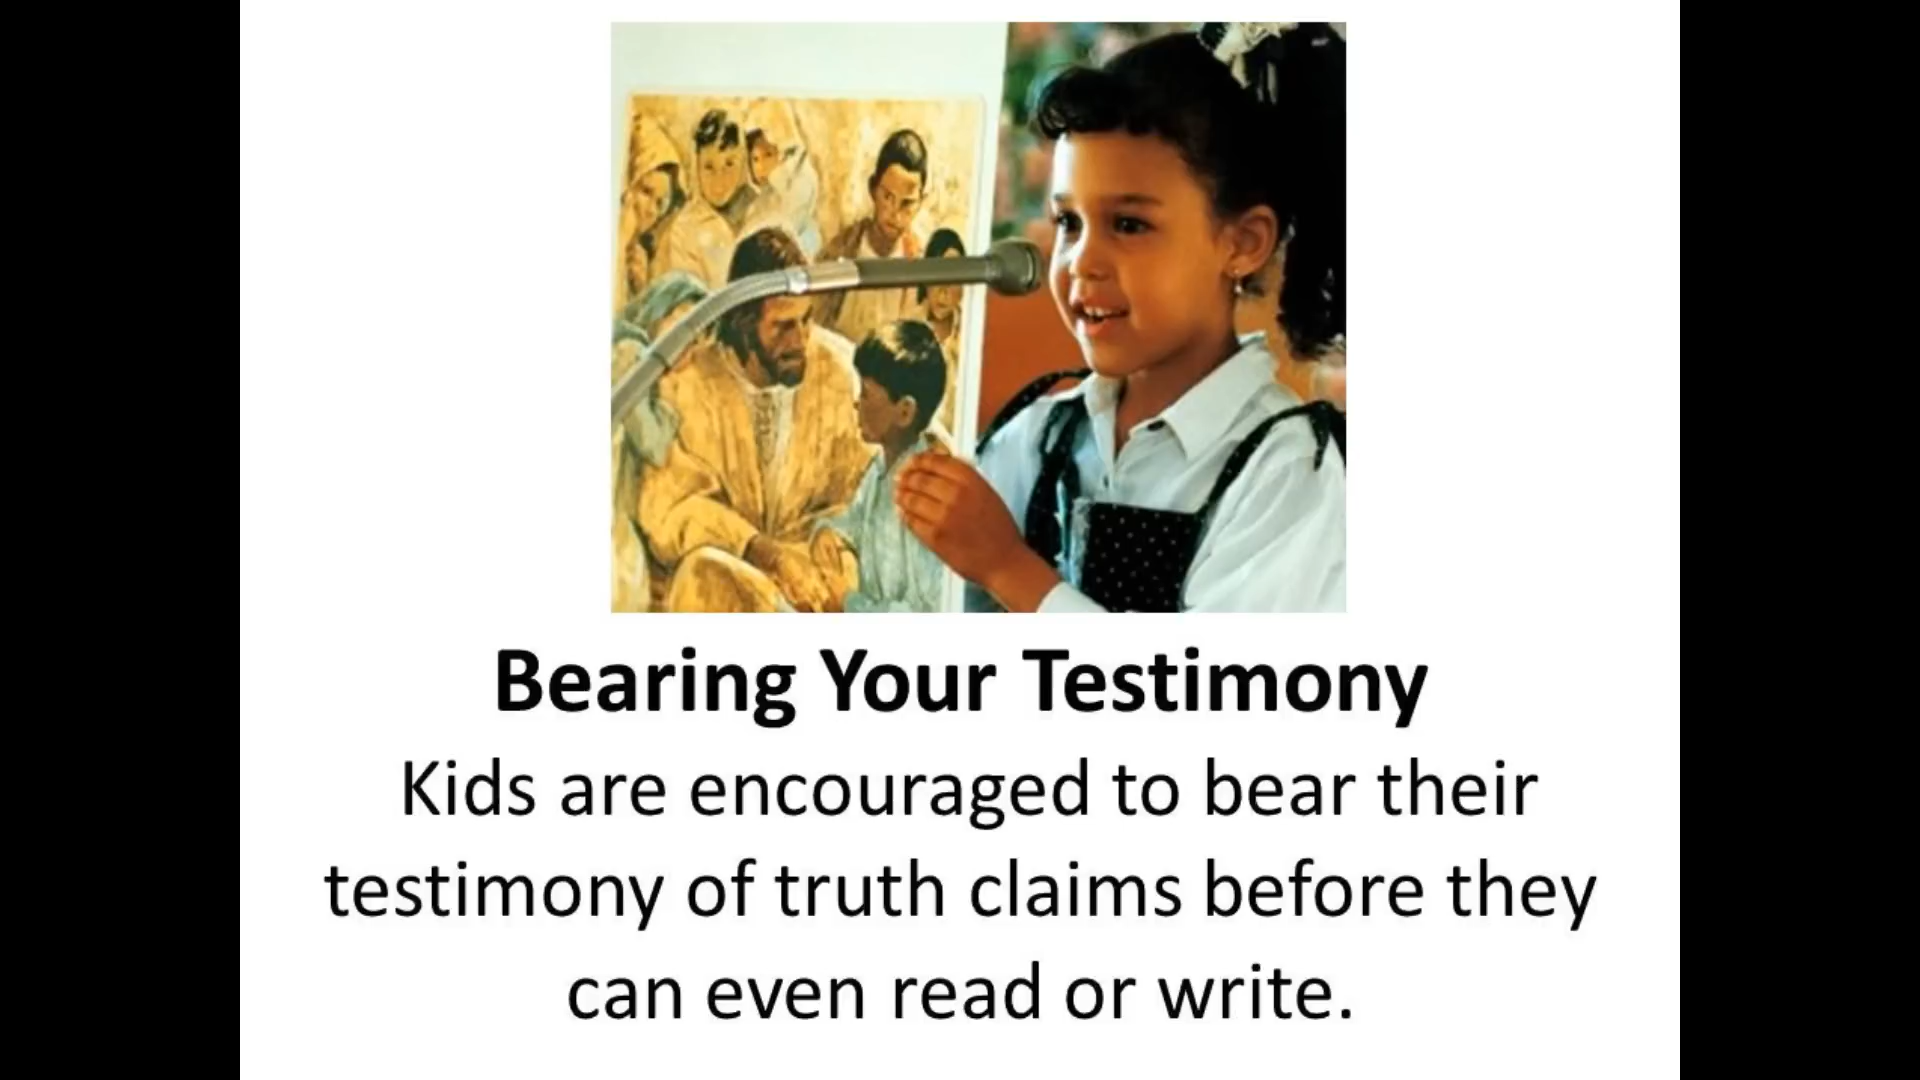 Bearing Your Testimony
Kids are encouraged to bear their
testimony of truth claims before they
can even read or write.